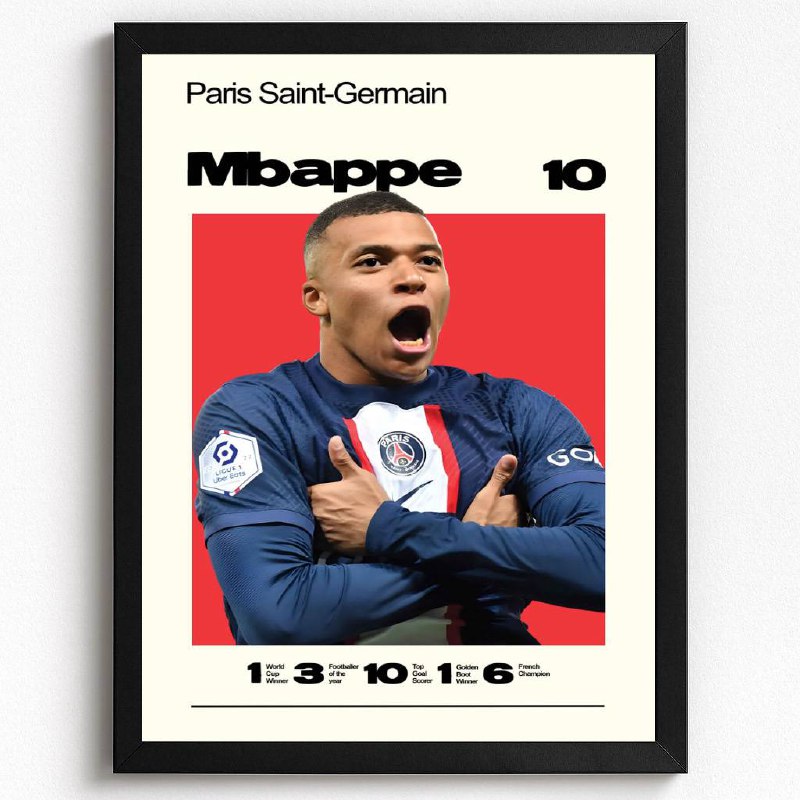 Paris Saint-Germain
Mbappe 10
PARIS
LIGUE 1
Uber Eats
GOA
1 World Cup Winner 3 Footballer of the year 10 Top Goal Scorer 1 Golden Boot Winner 6 French Champion